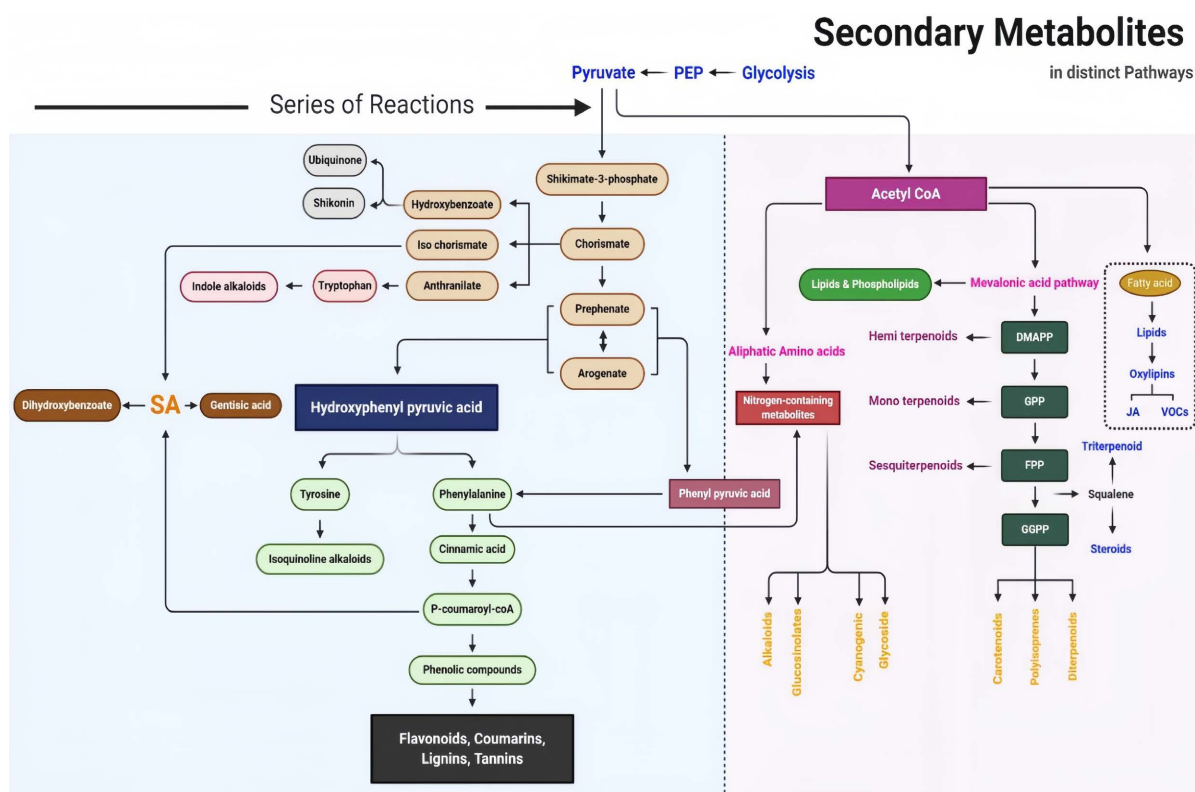 Secondary Metabolites
in distinct Pathways
Pyruvate
PEP
Glycolysis
Series of Reactions
Ubiquinone
Shikonin
Hydroxybenzoate
Shikimate-3-phosphate
Iso chorismate
Chorismate
Indole alkaloids
Tryptophan
Anthranilate
Prephenate
Arogenate
Dihydroxybenzoate
SA
Gentisic acid
Hydroxyphenyl pyruvic acid
Tyrosine
Phenylalanine
Phenyl pyruvic acid
Isoquinoline alkaloids
Cinnamic acid
P-coumaroyl-coA
Phenolic compounds
Flavonoids, Coumarins,
Lignins, Tannins
Acetyl CoA
Lipids & Phospholipids
Mevalonic acid pathway
Fatty acid
Lipids
Oxylipins
JA
VOCs
Aliphatic Amino acids
Nitrogen-containing
metabolites
Hemi terpenoids
DMAPP
Mono terpenoids
GPP
Sesquiterpenoids
FPP
Triterpenoid
Squalene
Steroids
GGPP
Alkaloids
Glucosinolates
Cyanogenic
Glycoside
Carotenoids
Polyisoprenes
Diterpenoids